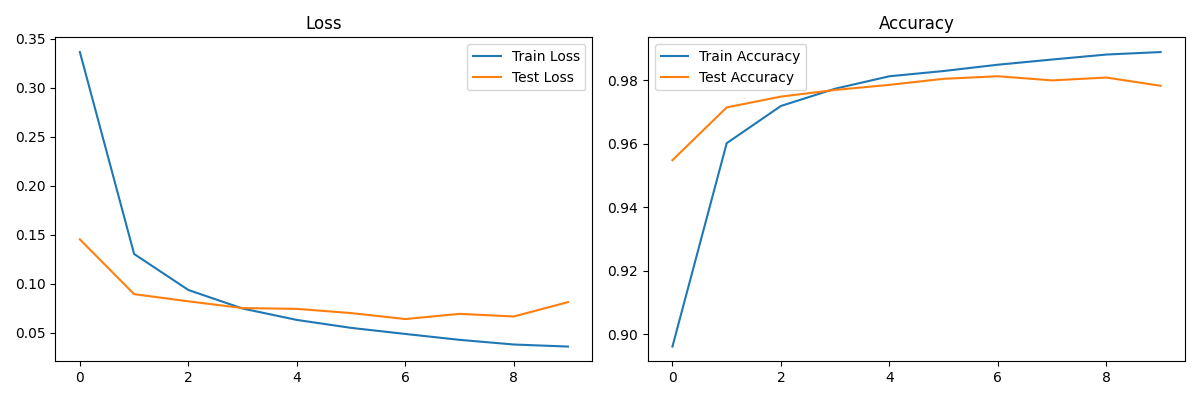 Loss
0.35
0.30
0.25
0.20
0.15
0.10
0.05
0 2 4 6 8
Train Loss
Test Loss
Accuracy
0.98
0.96
0.94
0.92
0.90
0 2 4 6 8
Train Accuracy
Test Accuracy